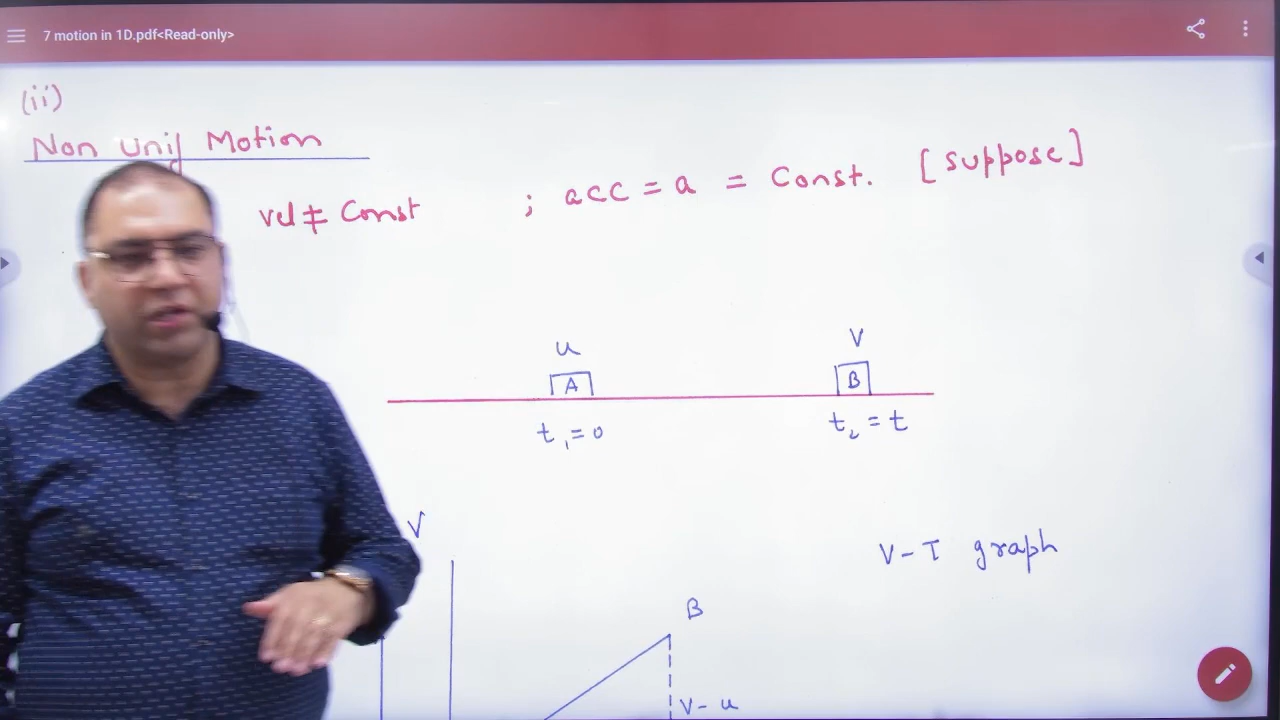 7 motion in 1D.pdf<Read-only>
(ii)
Non Unif Motion
vel ≠ Const ; acc = a = Const. [suppose]
u V
A B
t₁=0 t₂=t
V
V-T graph
B
V-u